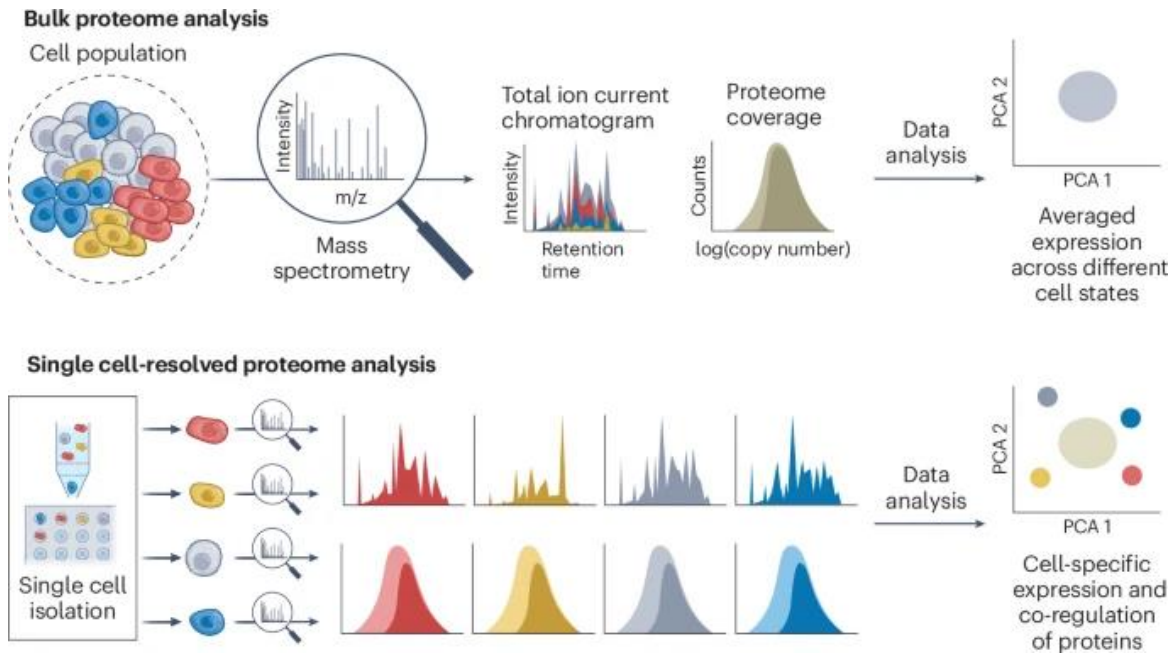 Bulk proteome analysis
Cell population
Intensity
m/z
Mass
spectrometry
Total ion current
chromatogram
Intensity
Retention
time
Proteome
coverage
Counts
log(copy number)
Data
analysis
PCA 2
PCA 1
Averaged
expression
across different
cell states
Single cell-resolved proteome analysis
Single cell
isolation
Data
analysis
PCA 2
PCA 1
Cell-specific
expression and
co-regulation
of proteins